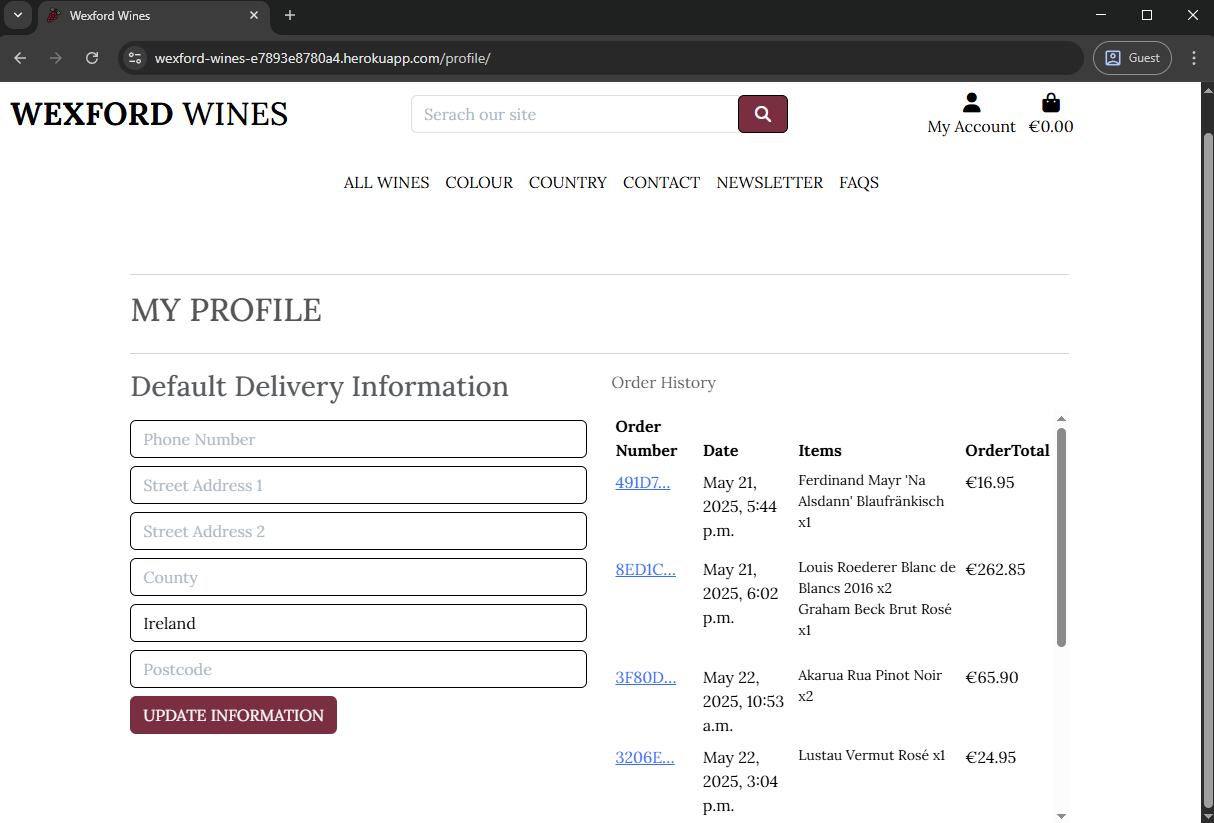 Wexford Wines
wexford-wines-e7893e8780a4.herokuapp.com/profile/
Guest
WEXFORD WINES
Serach our site
My Account
€0.00
ALL WINES COLOUR COUNTRY CONTACT NEWSLETTER FAQS
MY PROFILE
Default Delivery Information
Phone Number
Street Address 1
Street Address 2
County
Ireland
Postcode
UPDATE INFORMATION
Order History
Order
Number Date Items OrderTotal
491D7... May 21, Ferdinand Mayr 'Na €16.95
2025, 5:44 Alsdann' Blaufränkisch
p.m. x1
8ED1C... May 21, Louis Roederer Blanc de €262.85
2025, 6:02 Blancs 2016 x2
p.m. Graham Beck Brut Rosé
x1
3F80D... May 22, Akarua Rua Pinot Noir €65.90
2025, 10:53 x2
a.m.
3206E... May 22, Lustau Vermut Rosé x1 €24.95
2025, 3:04
p.m.